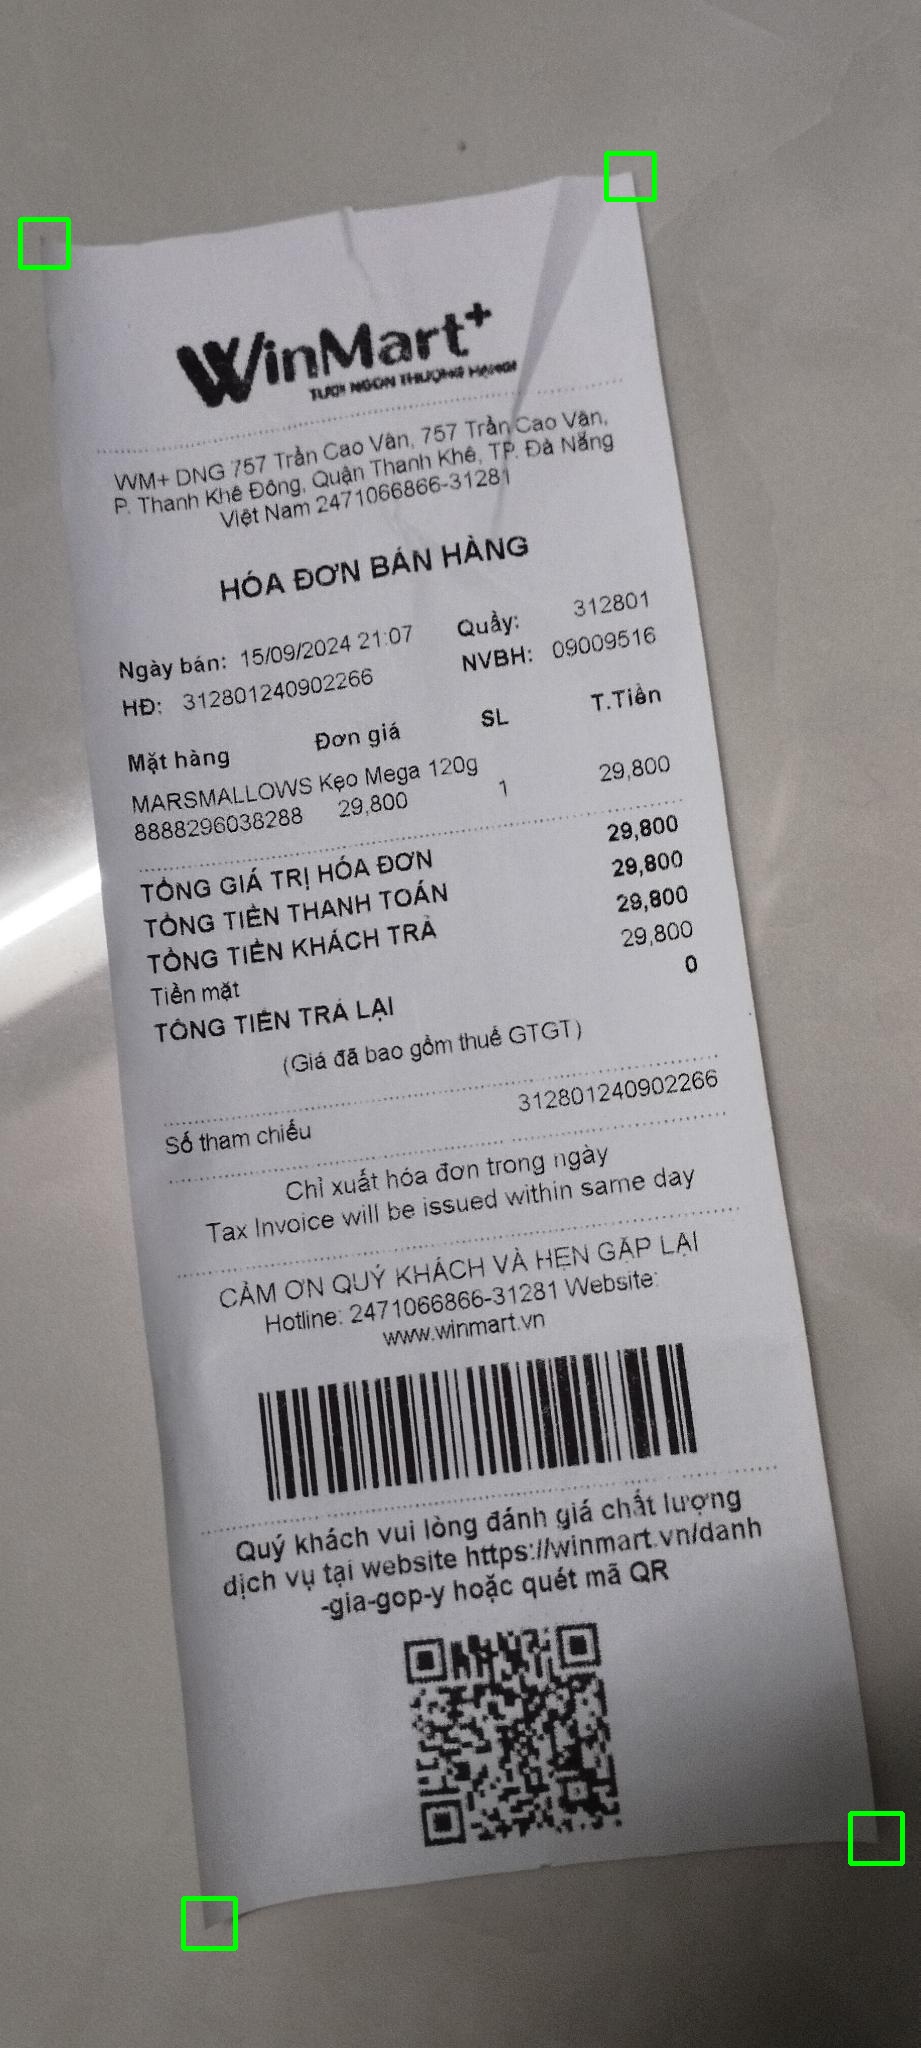 WinMart+
TƯƠI NGON THƯỢNG HẠNG!
WM+ DNG 757 Trần Cao Vân, 757 Trần Cao Vân,
P. Thanh Khê Đông, Quận Thanh Khê, TP. Đà Nẵng
Việt Nam 2471066866-31281
HÓA ĐƠN BÁN HÀNG
Ngày bán: 15/09/2024 21:07 Quầy: 312801
HĐ: 312801240902266 NVBH: 09009516
Mặt hàng Đơn giá SL T.Tiền
MARSMALLOWS Kẹo Mega 120g
8888296038288 29,800 1 29,800
TỔNG GIÁ TRỊ HÓA ĐƠN 29,800
TỔNG TIỀN THANH TOÁN 29,800
TỔNG TIỀN KHÁCH TRẢ 29,800
Tiền mặt 29,800
TỔNG TIỀN TRẢ LẠI 0
(Giá đã bao gồm thuế GTGT)
Số tham chiếu 312801240902266
Chỉ xuất hóa đơn trong ngày
Tax Invoice will be issued within same day
CẢM ƠN QUÝ KHÁCH VÀ HẸN GẶP LẠI
Hotline: 2471066866-31281 Website:
www.winmart.vn
Quý khách vui lòng đánh giá chất lượng
dịch vụ tại website https://winmart.vn/danh
-gia-gop-y hoặc quét mã QR